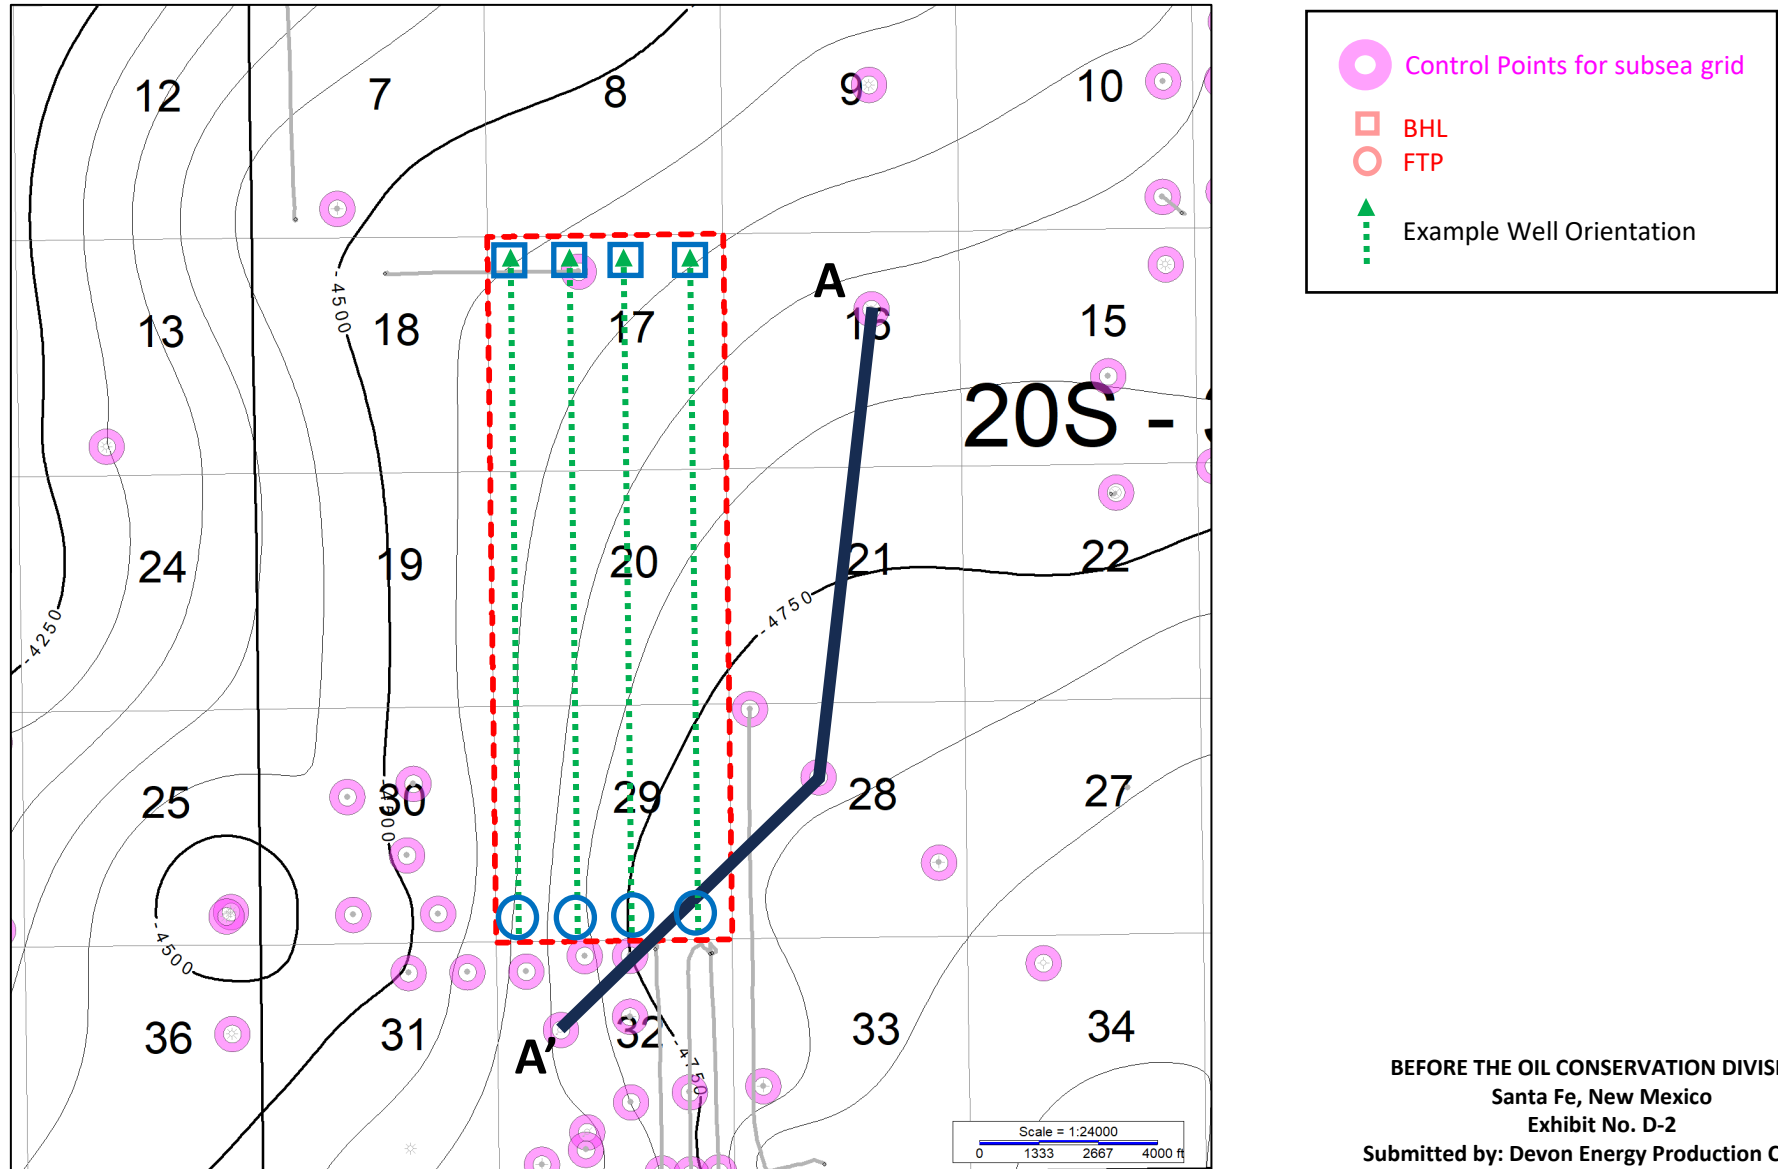 12
7
8
9
10
Control Points for subsea grid
BHL
FTP
Example Well Orientation
A
-4500
13
18
17
16
15
20S -
24
19
20
21
22
-4250
-4750
25
30
29
28
27
-4500
-4500
36
31
32
33
34
A'
-4750
Scale = 1:24000
0 1333 2667 4000 ft
BEFORE THE OIL CONSERVATION
Santa Fe, New Mexico
Exhibit No. D-2
Submitted by: Devon Energy Production